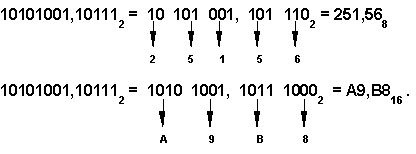 10101001,10111₂ = 10 101 001, 101 110₂ = 251,56₈
2 5 1 5 6
10101001,10111₂ = 1010 1001, 1011 1000₂ = A9,B8₁₆.
A 9 B 8